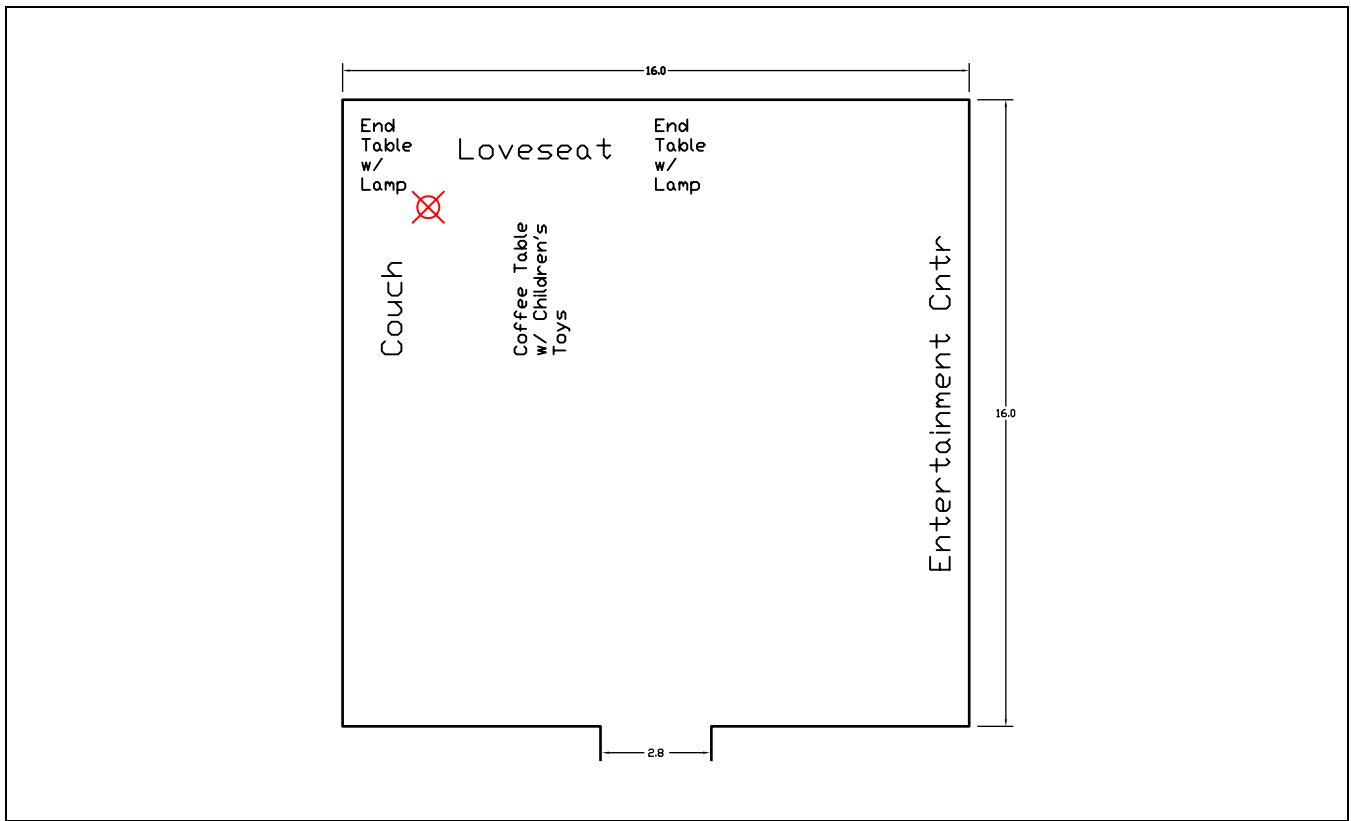 16.0
End
Table
w/
Lamp
Loveseat
End
Table
w/
Lamp
Couch
Coffee Table
w/ Children's
Toys
Entertainment Cntr
16.0
2.8